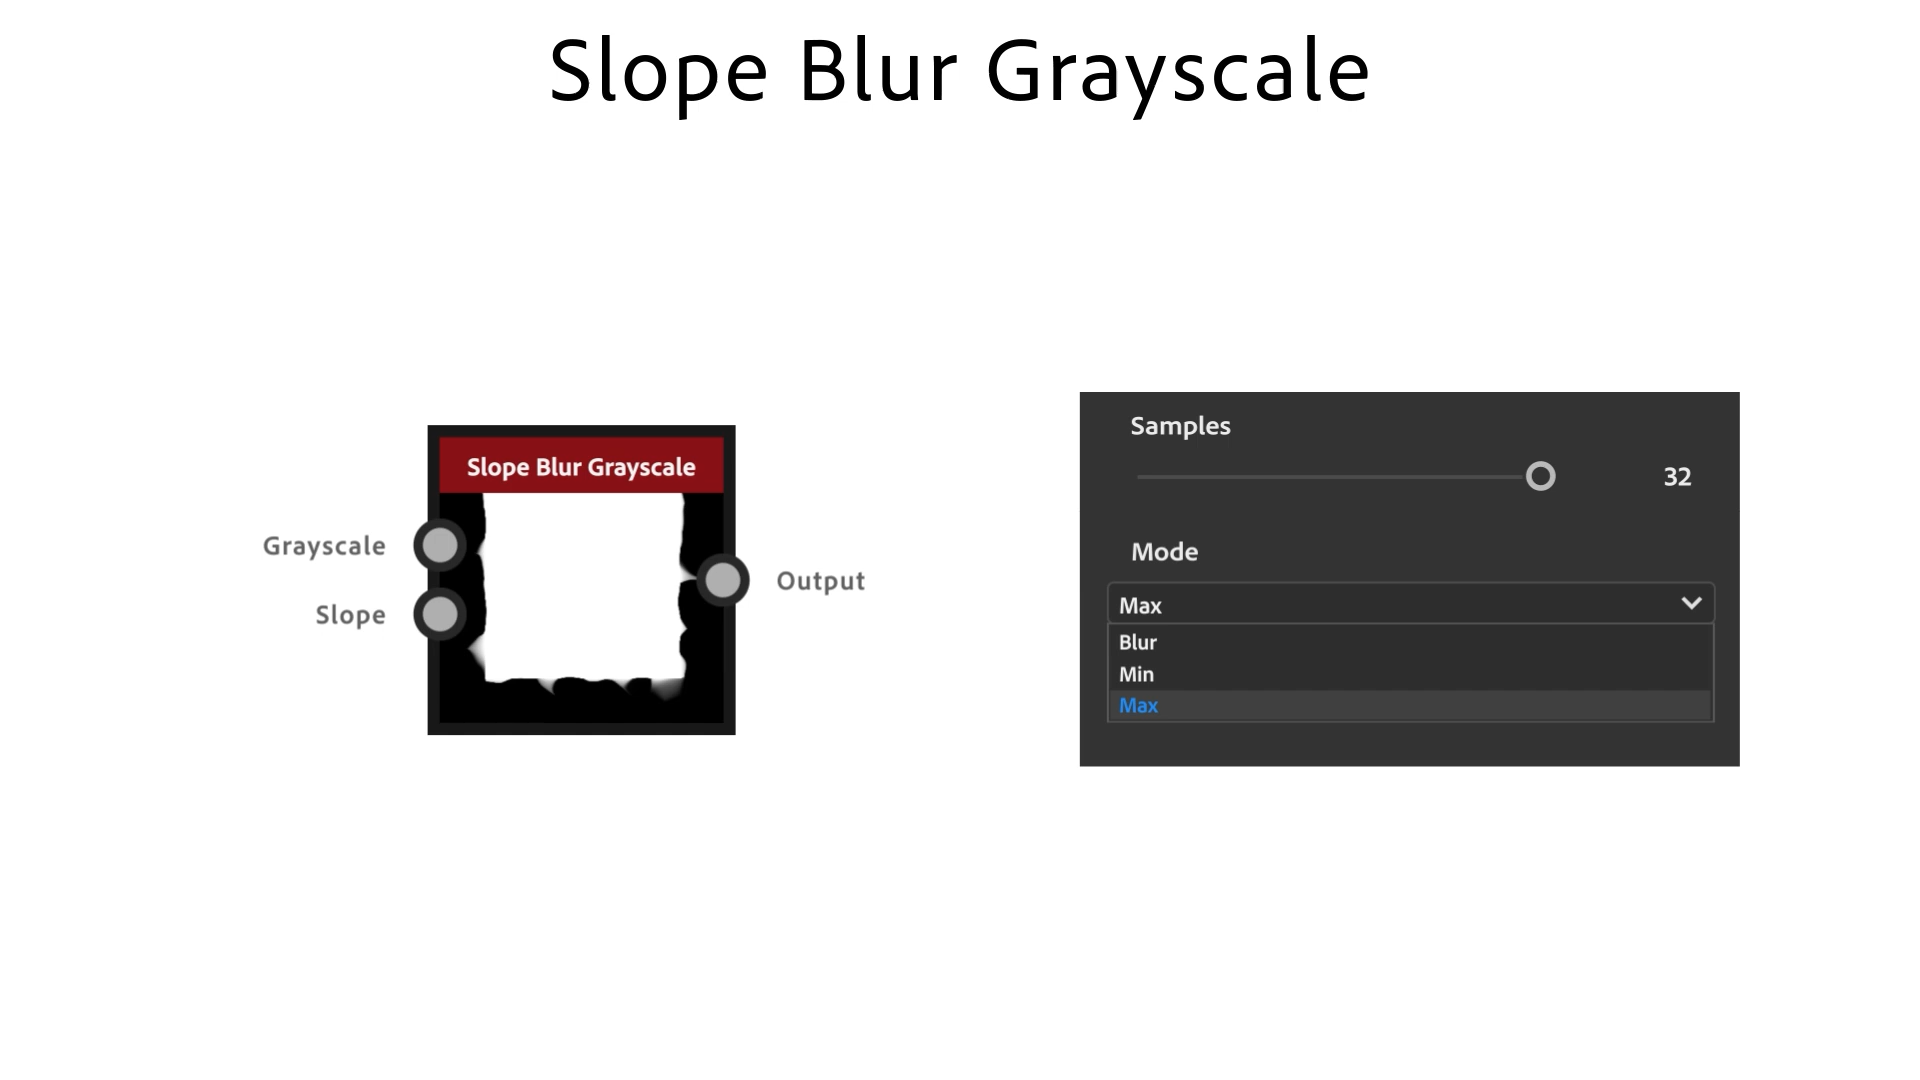 Slope Blur Grayscale
Slope Blur Grayscale
Grayscale
Slope
Output
Samples
32
Mode
Max
Blur
Min
Max